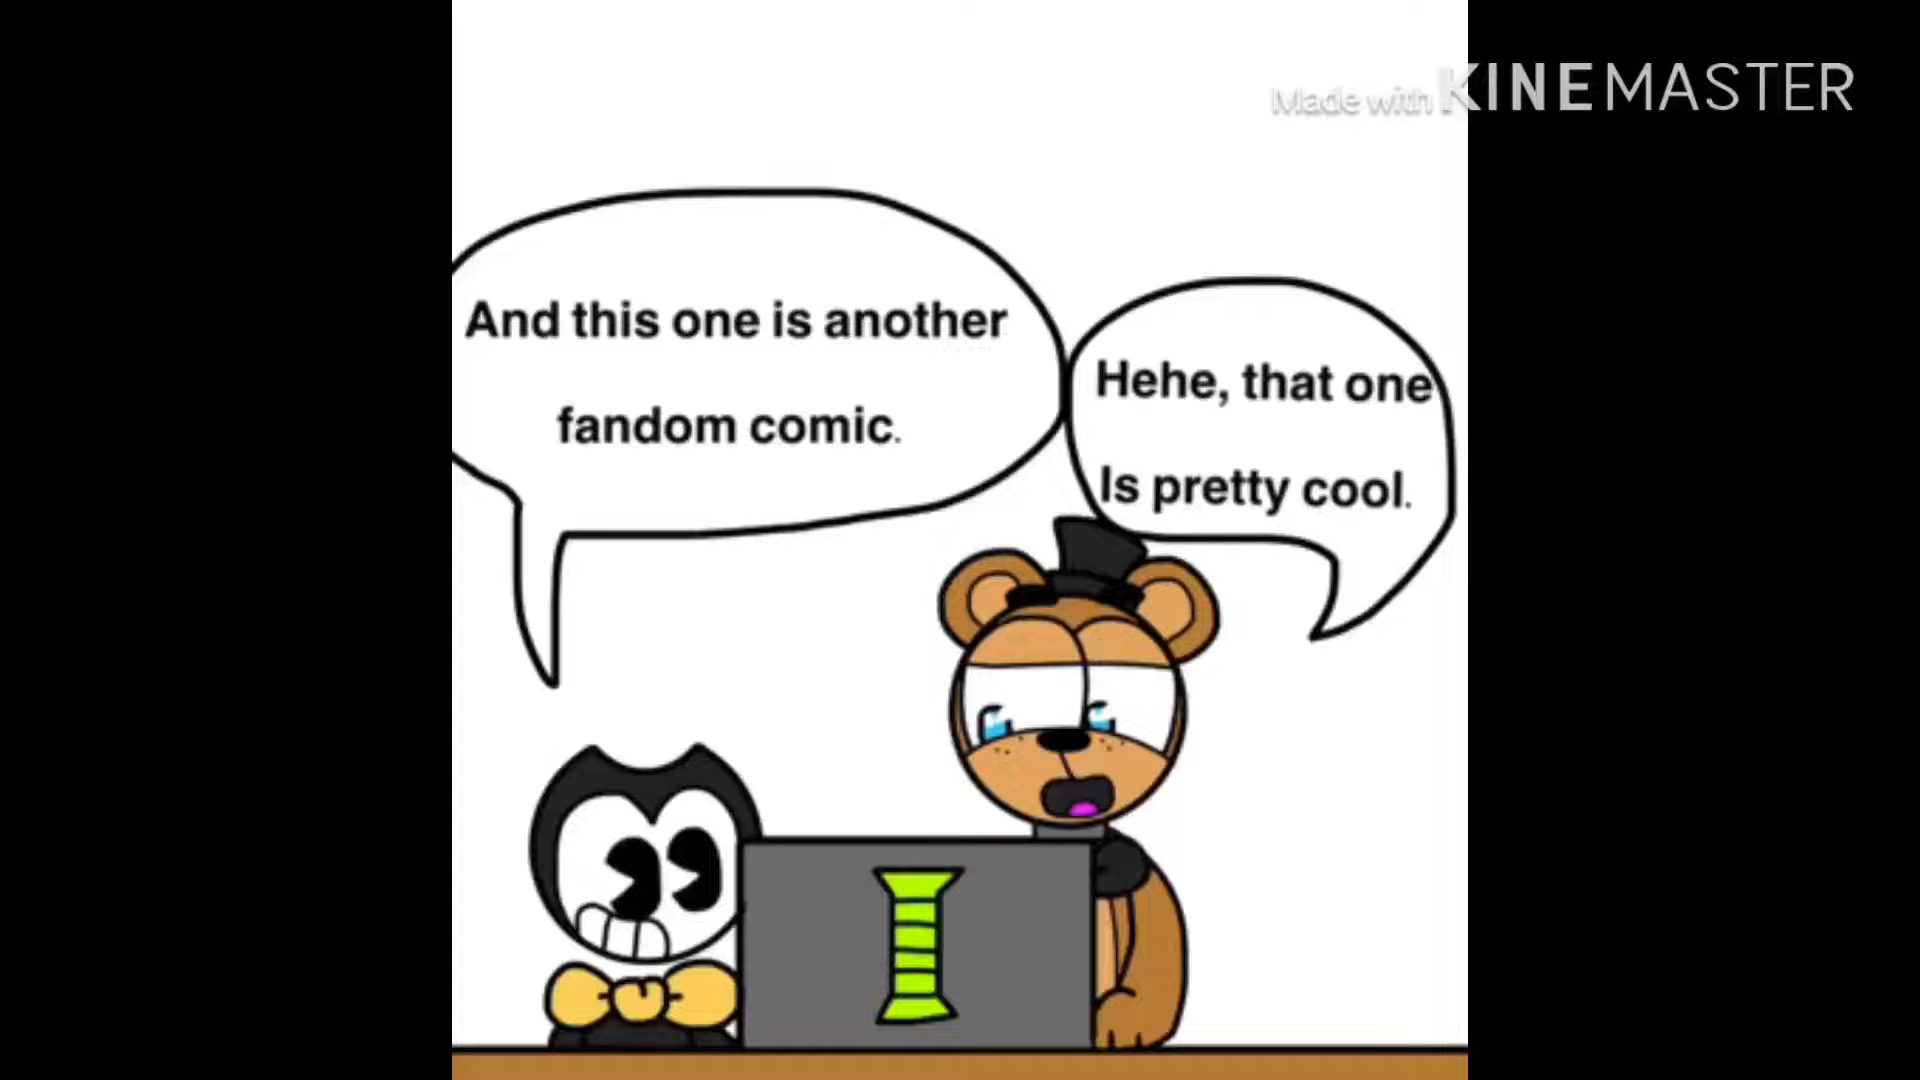 Made with KINEMASTER
And this one is another
fandom comic.
Hehe, that one
Is pretty cool.